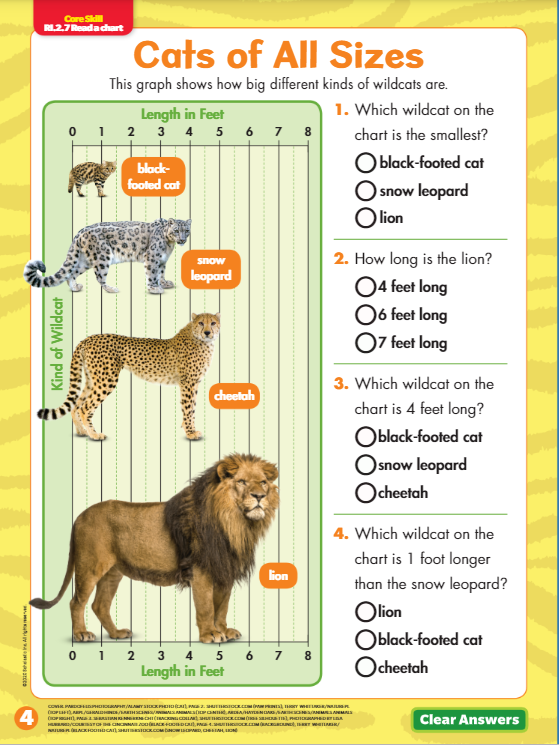 Core Skill
RI.2.7 Read a chart
Cats of All Sizes
This graph shows how big different kinds of wildcats are.
Length in Feet
0 1 2 3 4 5 6 7 8
black-
footed cat
snow
leopard
Kind of Wildcat
cheetah
lion
0 1 2 3 4 5 6 7 8
Length in Feet
1. Which wildcat on the
chart is the smallest?
black-footed cat
snow leopard
lion
2. How long is the lion?
4 feet long
6 feet long
7 feet long
3. Which wildcat on the
chart is 4 feet long?
black-footed cat
snow leopard
cheetah
4. Which wildcat on the
chart is 1 foot longer
than the snow leopard?
lion
black-footed cat
cheetah
4
Clear Answers